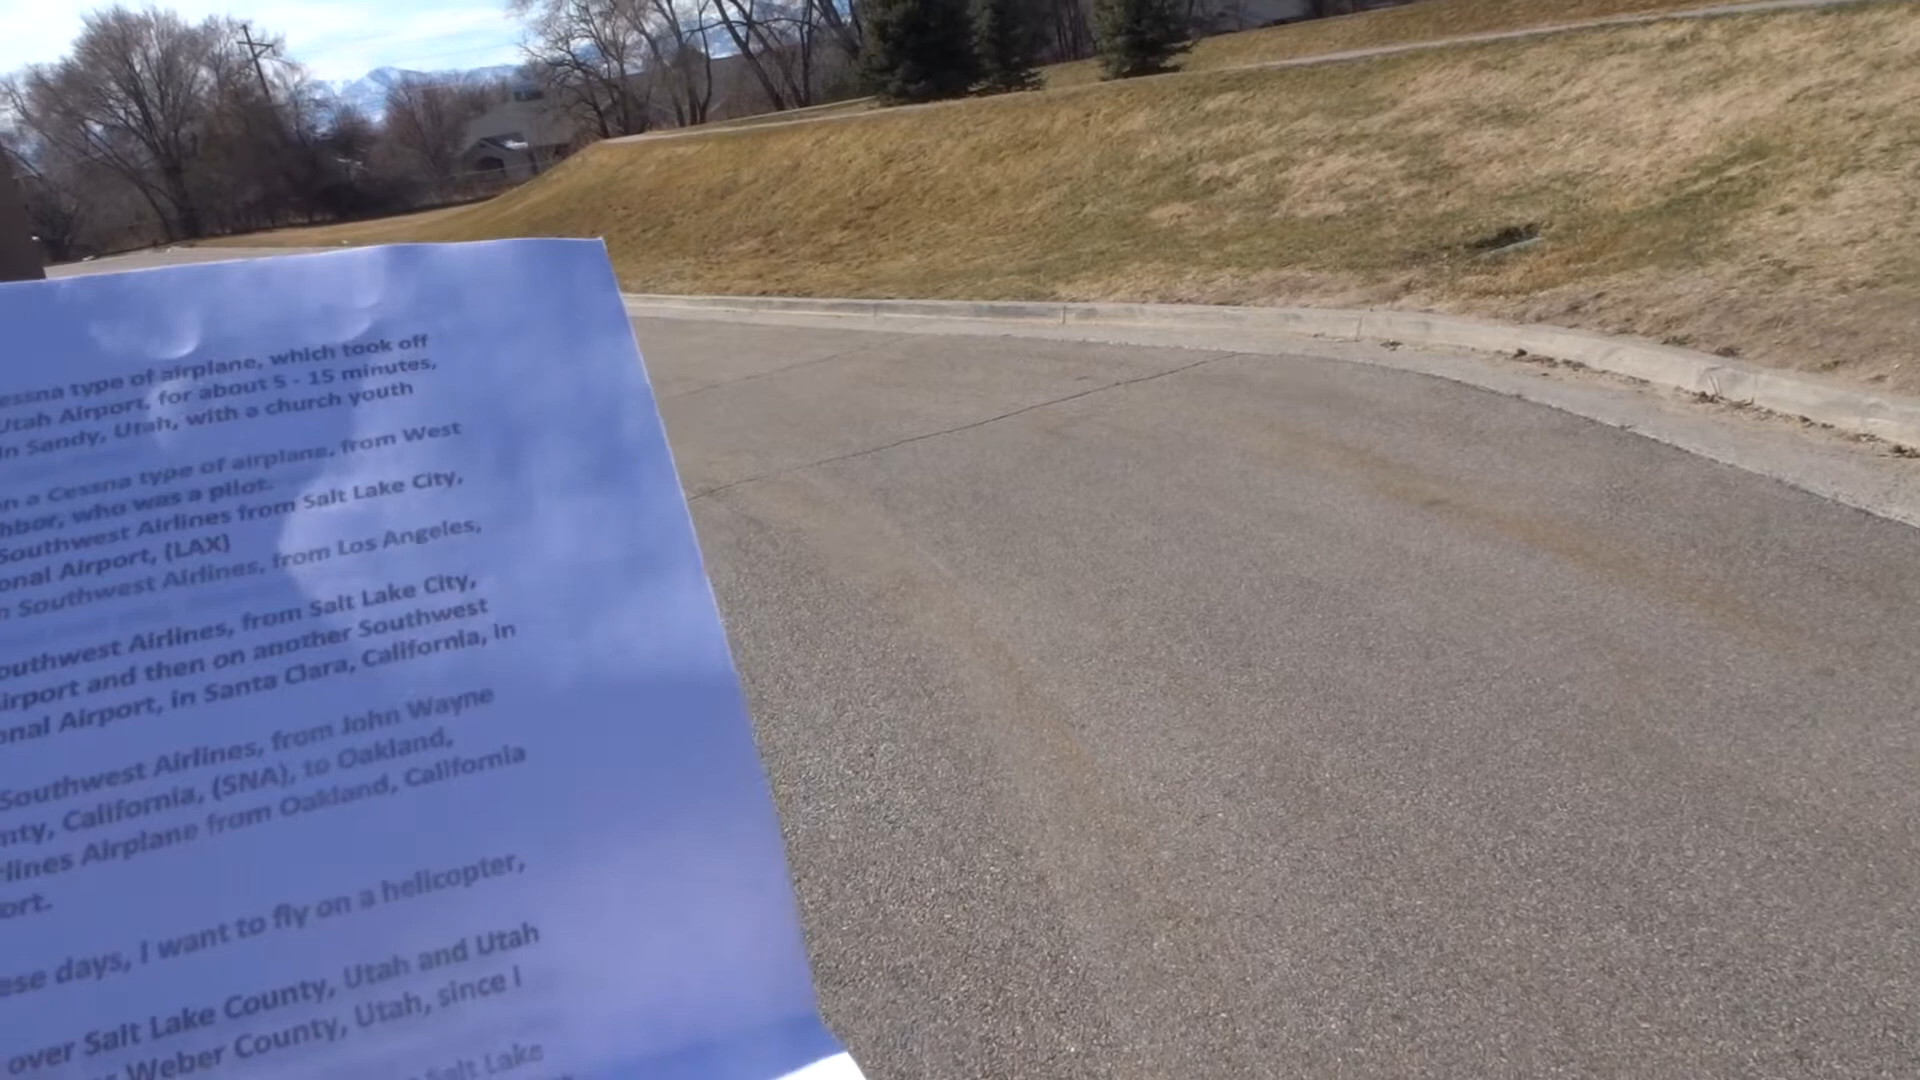 essna type of airplane, which took off
Utah Airport, for about 5 - 15 minutes,
in Sandy, Utah, with a church youth
on a Cessna type of airplane, from West
hbor, who was a pilot.
Southwest Airlines from Salt Lake City,
onal Airport, (LAX)
n Southwest Airlines, from Los Angeles,
outhwest Airlines, from Salt Lake City,
irport and then on another Southwest
onal Airport, in Santa Clara, California, in
Southwest Airlines, from John Wayne
nty, California, (SNA), to Oakland,
rlines Airplane from Oakland, California
ort.
ese days, I want to fly on a helicopter,
over Salt Lake County, Utah and Utah
r Weber County, Utah, since I
Salt Lake